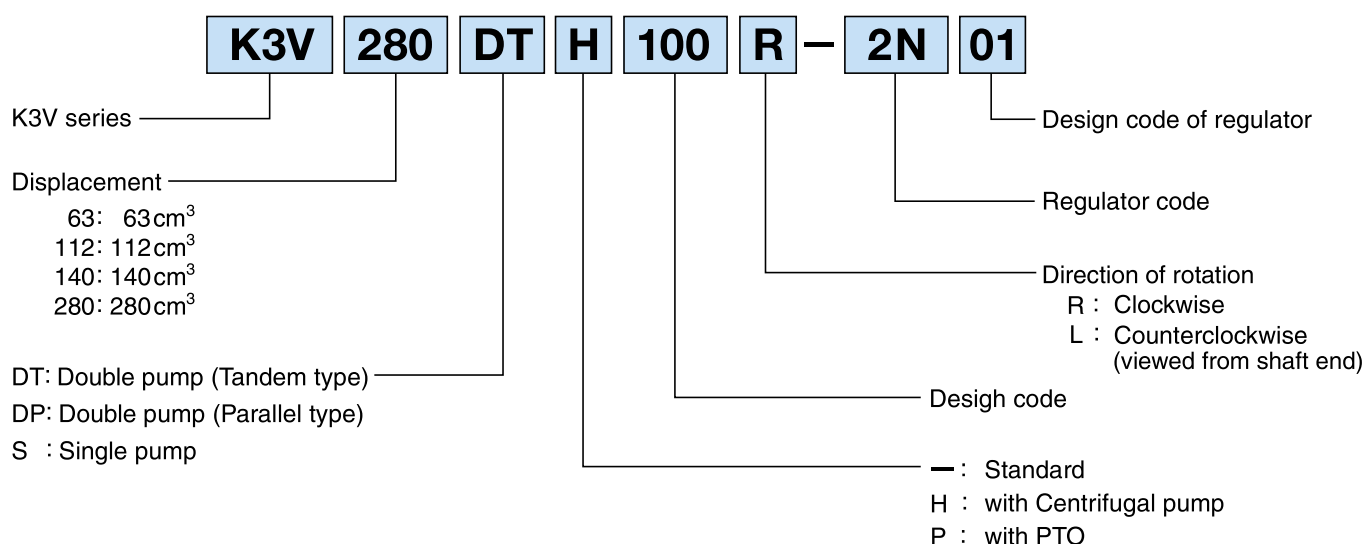 K3V 280 DT H 100 R — 2N 01
K3V series
Design code of regulator
Displacement
63: 63cm³
112: 112cm³
140: 140cm³
280: 280cm³
Regulator code
Direction of rotation
R : Clockwise
L : Counterclockwise
(viewed from shaft end)
DT: Double pump (Tandem type)
DP: Double pump (Parallel type)
S : Single pump
Desigh code
— : Standard
H : with Centrifugal pump
P : with PTO